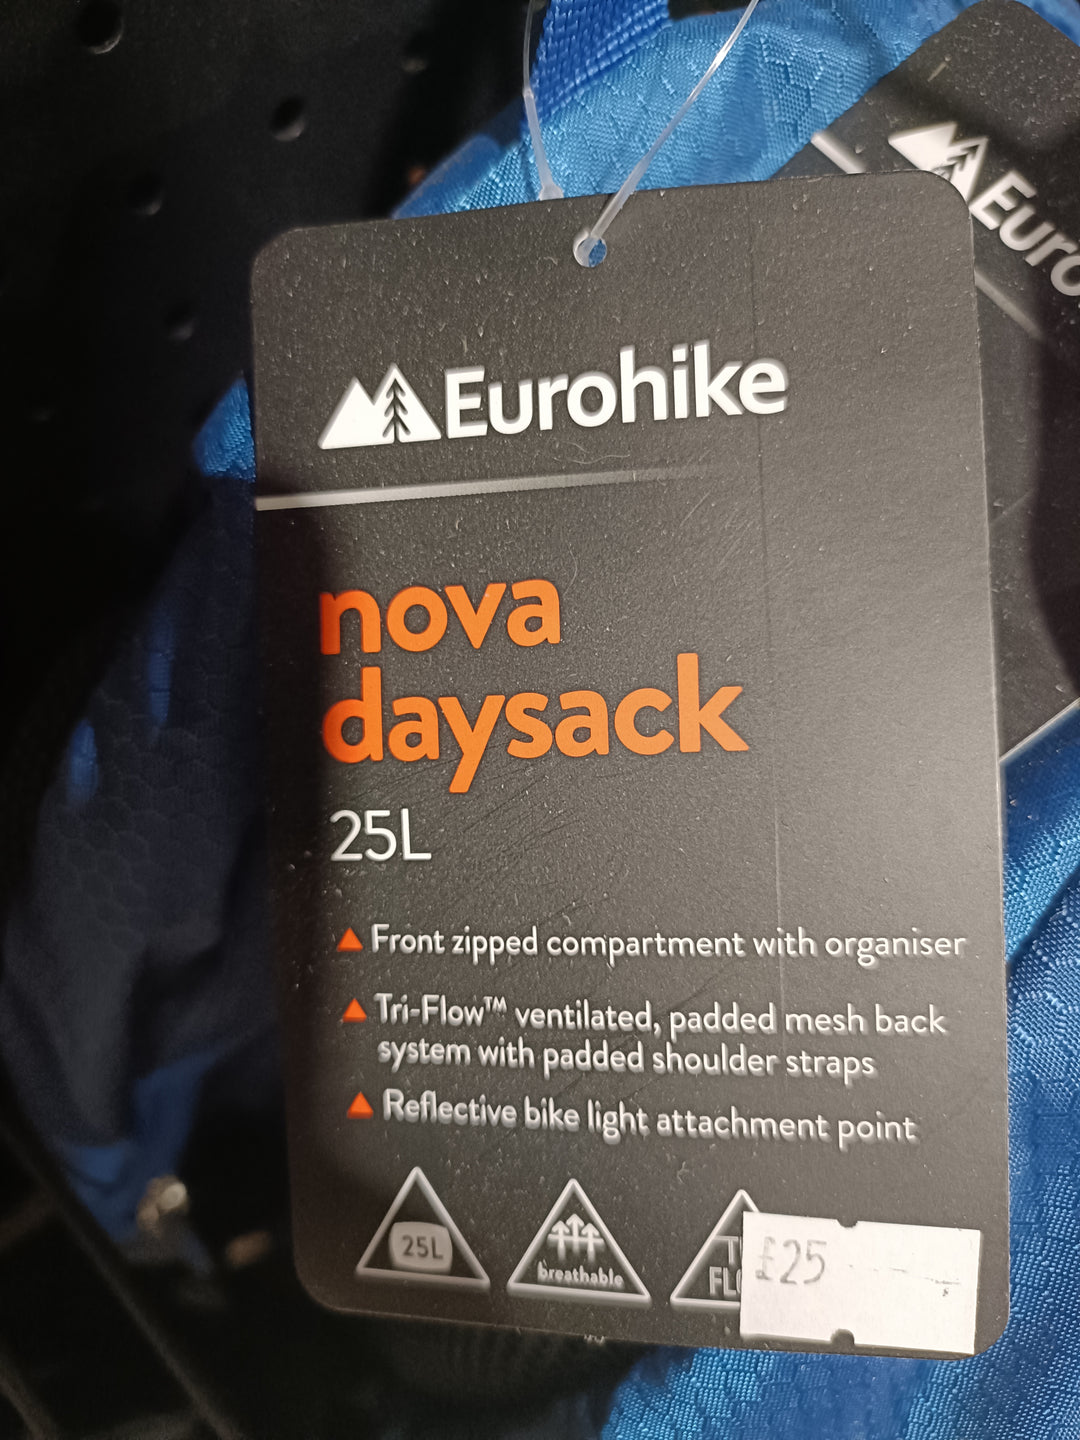 Eurohike
Euro
nova
daysack
25L
Front zipped compartment with organiser
Tri-Flow™ ventilated, padded mesh back
system with padded shoulder straps
Reflective bike light attachment point
25L
breathable
£25